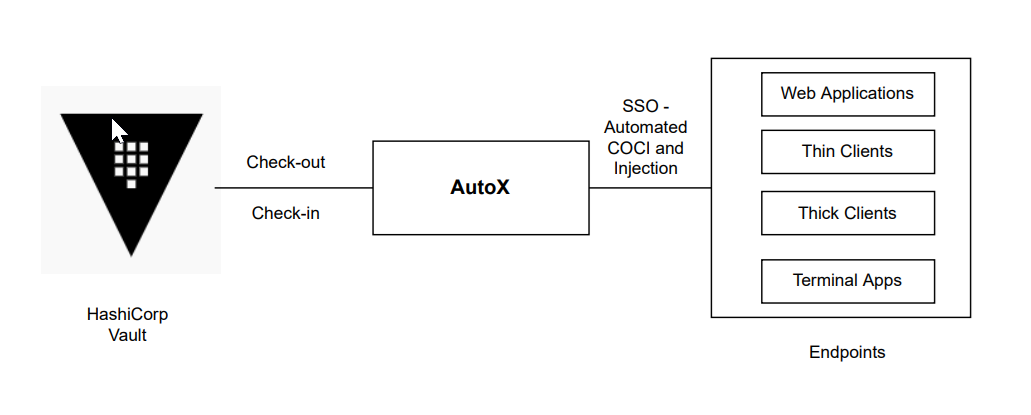 Check-out
Check-in
HashiCorp
Vault
AutoX
SSO -
Automated
COCI and
Injection
Web Applications
Thin Clients
Thick Clients
Terminal Apps
Endpoints